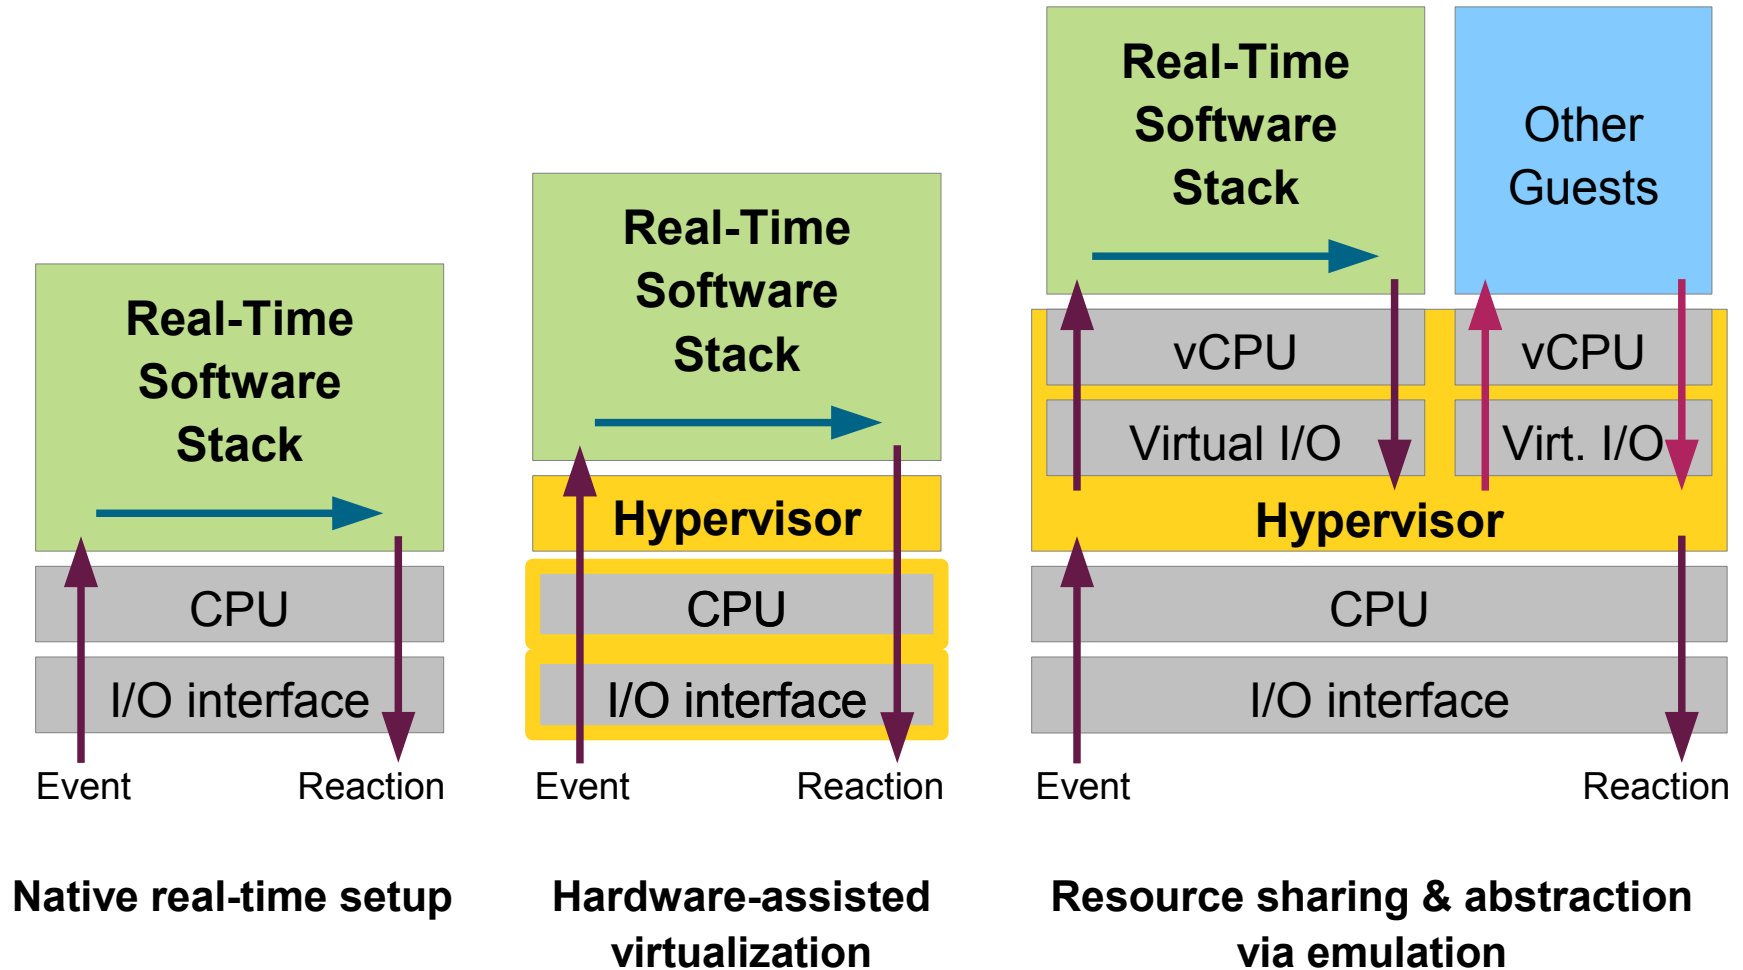 Real-Time
Software
Stack
CPU
I/O interface
Event
Reaction
Native real-time setup
Real-Time
Software
Stack
Hypervisor
CPU
I/O interface
Event
Reaction
Hardware-assisted
virtualization
Real-Time
Software
Stack
Other
Guests
vCPU
vCPU
Virtual I/O
Virt. I/O
Hypervisor
CPU
I/O interface
Event
Reaction
Resource sharing & abstraction
via emulation